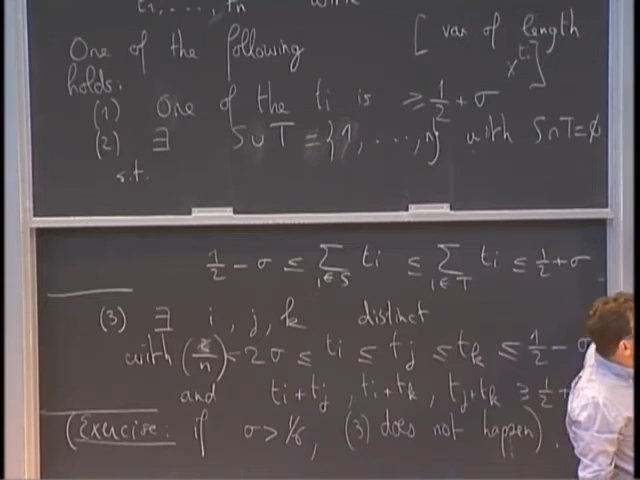 t₁, ..., tₙ
One of the following [var of length
holds: x^{ti}]
(1) One of the ti is ≥ 1/2 + σ
(2) ∃ S∪T = {1, ..., n} with S∩T=∅
s.t.
1/2 - σ ≤ Σ_{i∈S} ti ≤ Σ_{i∈T} ti ≤ 1/2 + σ
(3) ∃ i, j, k distinct
with 2σ ≤ ti ≤ tj ≤ tk ≤ 1/2 - σ
and ti+tj, ti+tk, tj+tk ≥ 1/2 +
(Exercise: if σ > 1/6, (3) does not happen).